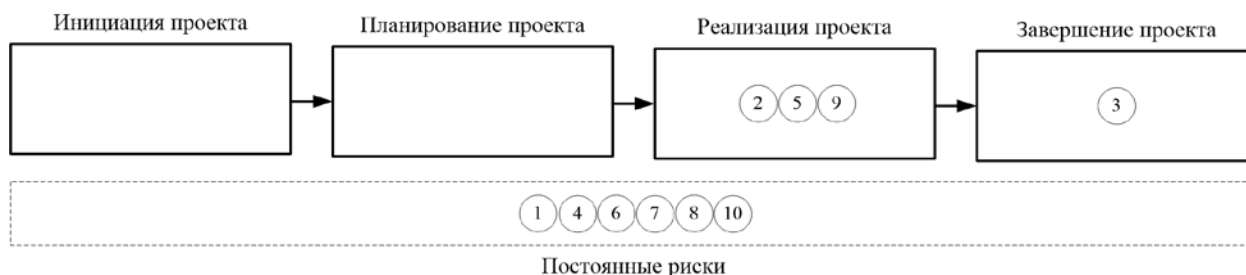 Инициация проекта
Планирование проекта
Реализация проекта
Завершение проекта
2 5 9
3
1 4 6 7 8 10
Постоянные риски